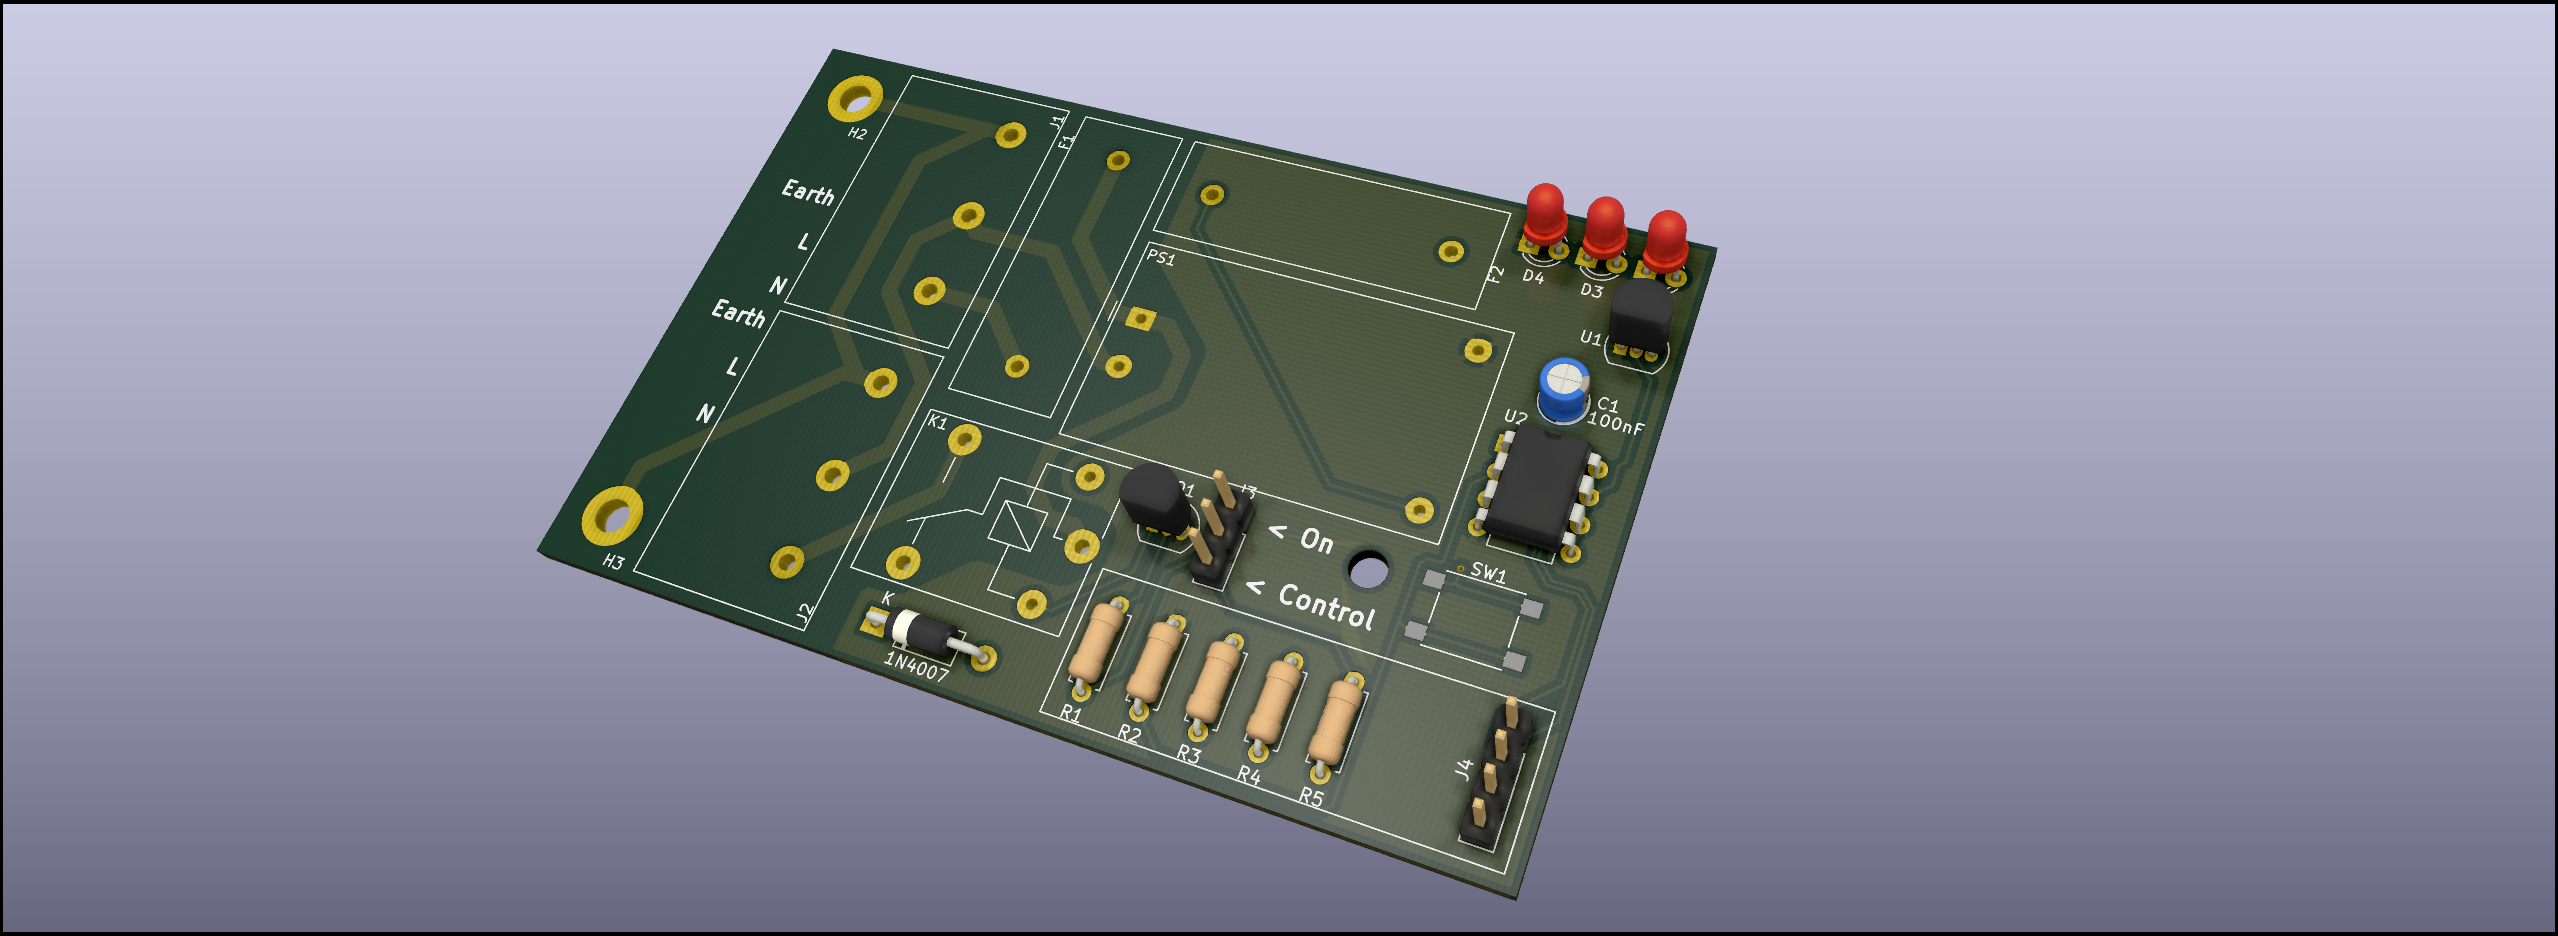 H2
J1
F1
Earth
L
N
Earth
L
N
H3
J2
PS1
F2
D4
D3
U1
C1
100nF
U2
K1
J3
< On
< Control
SW1
K
1N4007
R1
R2
R3
R4
R5
J4